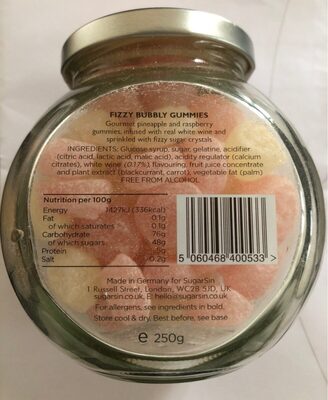 FIZZY BUBBLY GUMMIES
Gourmet pineapple and raspberry
gummies, infused with real white wine and
sprinkled with fizzy sugar crystals.
INGREDIENTS: Glucose syrup, sugar, gelatine, acidifier
(citric acid, lactic acid, malic acid), acidity regulator (calcium
citrates), white wine (0.17%), flavouring, fruit juice concentrate
and plant extract (blackcurrant, carrot), vegetable fat (palm)
FREE FROM ALCOHOL
Nutrition per 100g
Energy 1427kJ (336kcal)
Fat 0.1g
of which saturates 0.1g
Carbohydrate 76g
of which sugars 48g
Protein 5g
Salt 0.2g
5 060468 400533 >
Made in Germany for SugarSin
1 Russell Street, London, WC2B 5JD, UK
sugarsin.co.uk E hello@sugarsin.co.uk
For allergens, see ingredients in bold.
Store cool & dry. Best before, see base
e 250g